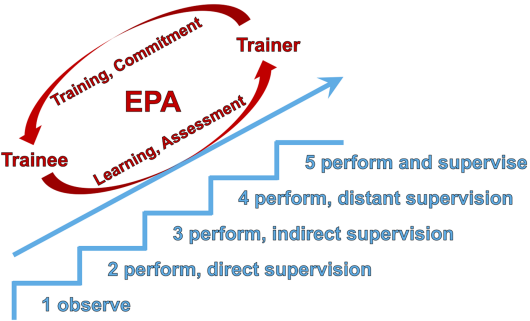 Training, Commitment
Trainer
EPA
Trainee
Learning, Assessment
5 perform and supervise
4 perform, distant supervision
3 perform, indirect supervision
2 perform, direct supervision
1 observe